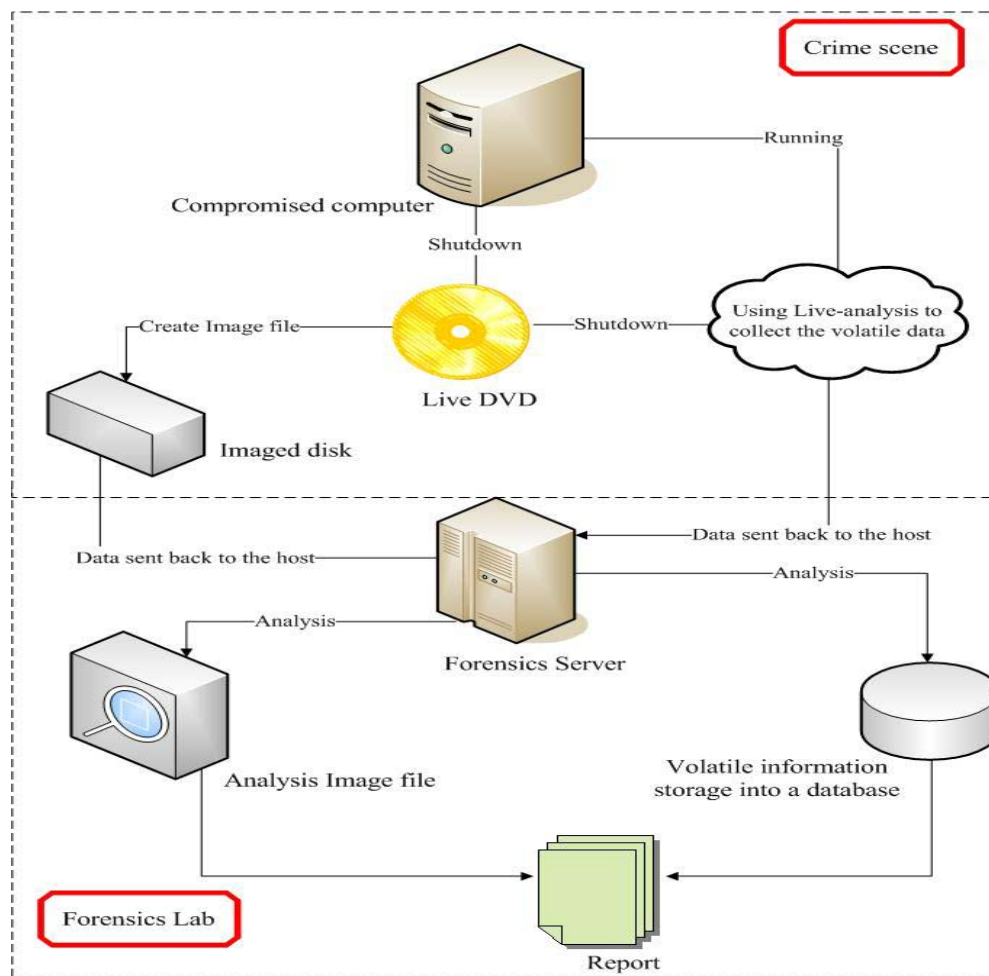 Crime scene
Running
Compromised computer
Shutdown
Using Live-analysis to
collect the volatile data
Create Image file
Shutdown
Live DVD
Imaged disk
Data sent back to the host
Data sent back to the host
Analysis
Analysis
Forensics Server
Analysis Image file
Volatile information
storage into a database
Forensics Lab
Report